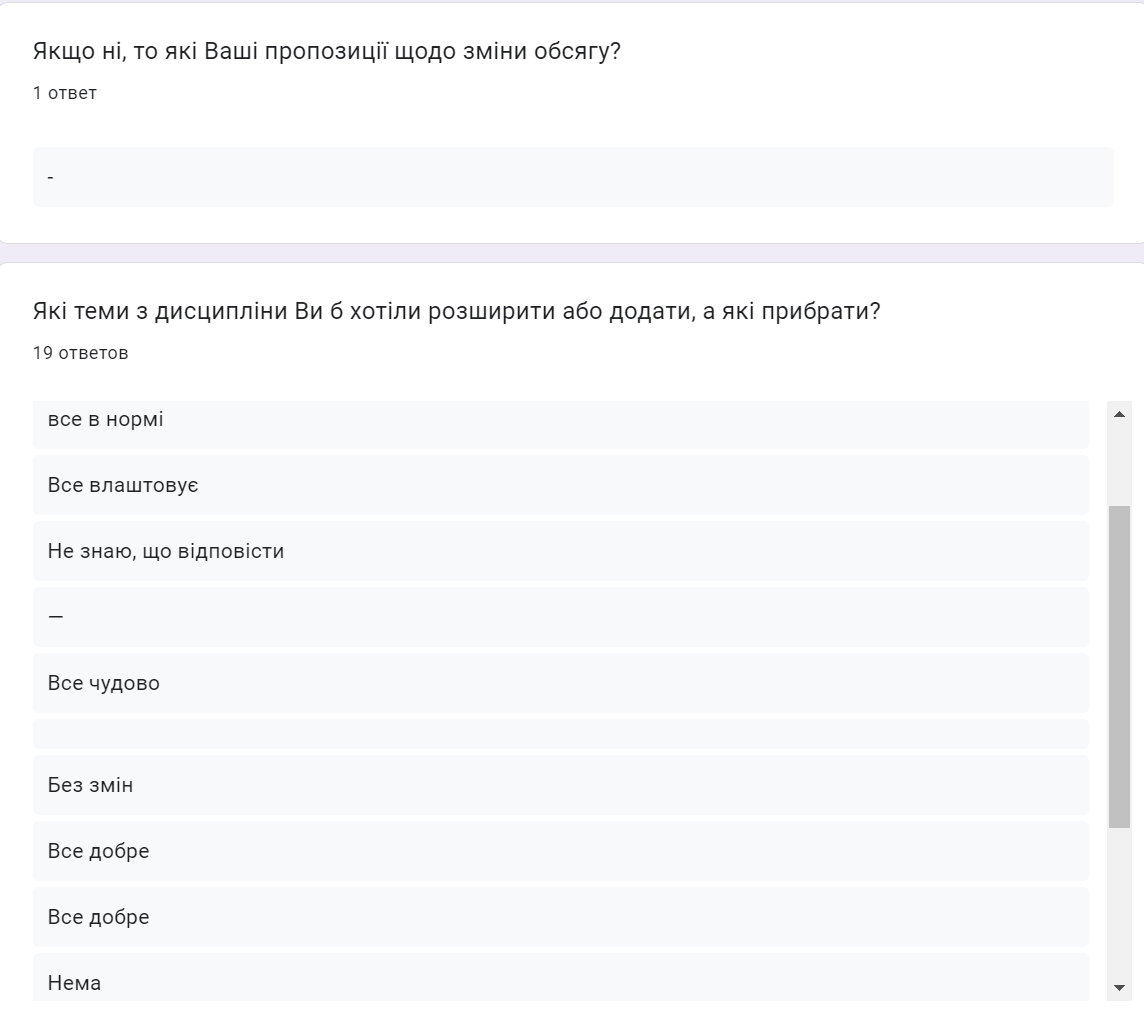 Якщо ні, то які Ваші пропозиції щодо зміни обсягу?
1 ответ
-
Які теми з дисципліни Ви б хотіли розширити або додати, а які прибрати?
19 ответов
все в нормі
Все влаштовує
Не знаю, що відповісти
—
Все чудово
Без змін
Все добре
Все добре
Нема